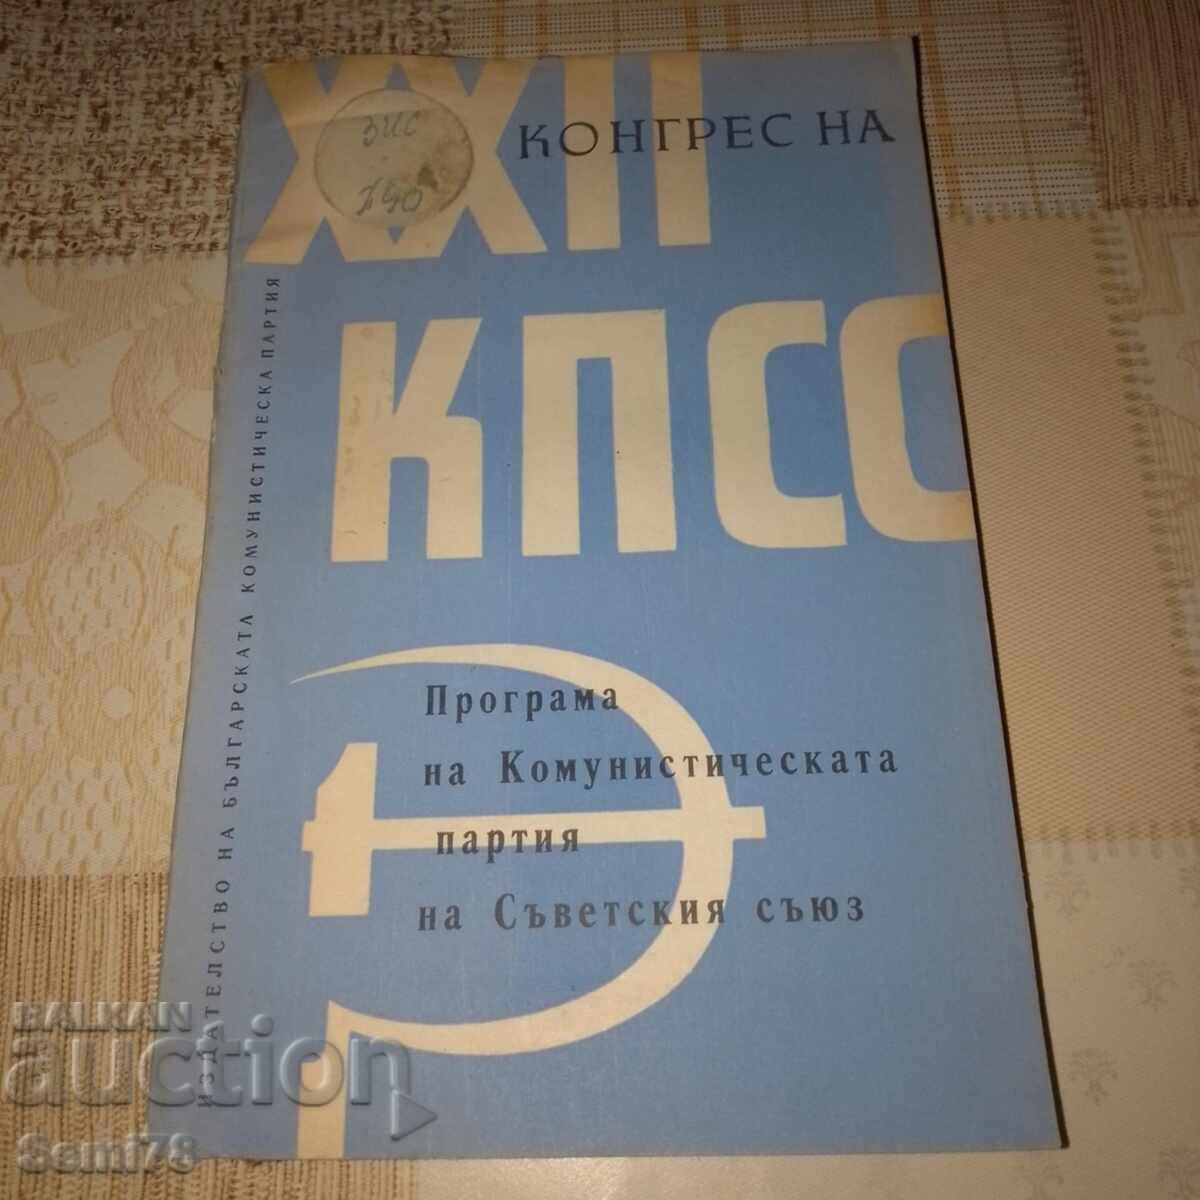 XXII
КОНГРЕС НА
КПСС
Програма
на Комунистическата
партия
на Съветския съюз
ИЗДАТЕЛСТВО НА БЪЛГАРСКАТА КОМУНИСТИЧЕСКА ПАРТИЯ
BALKAN
auction
Semi78